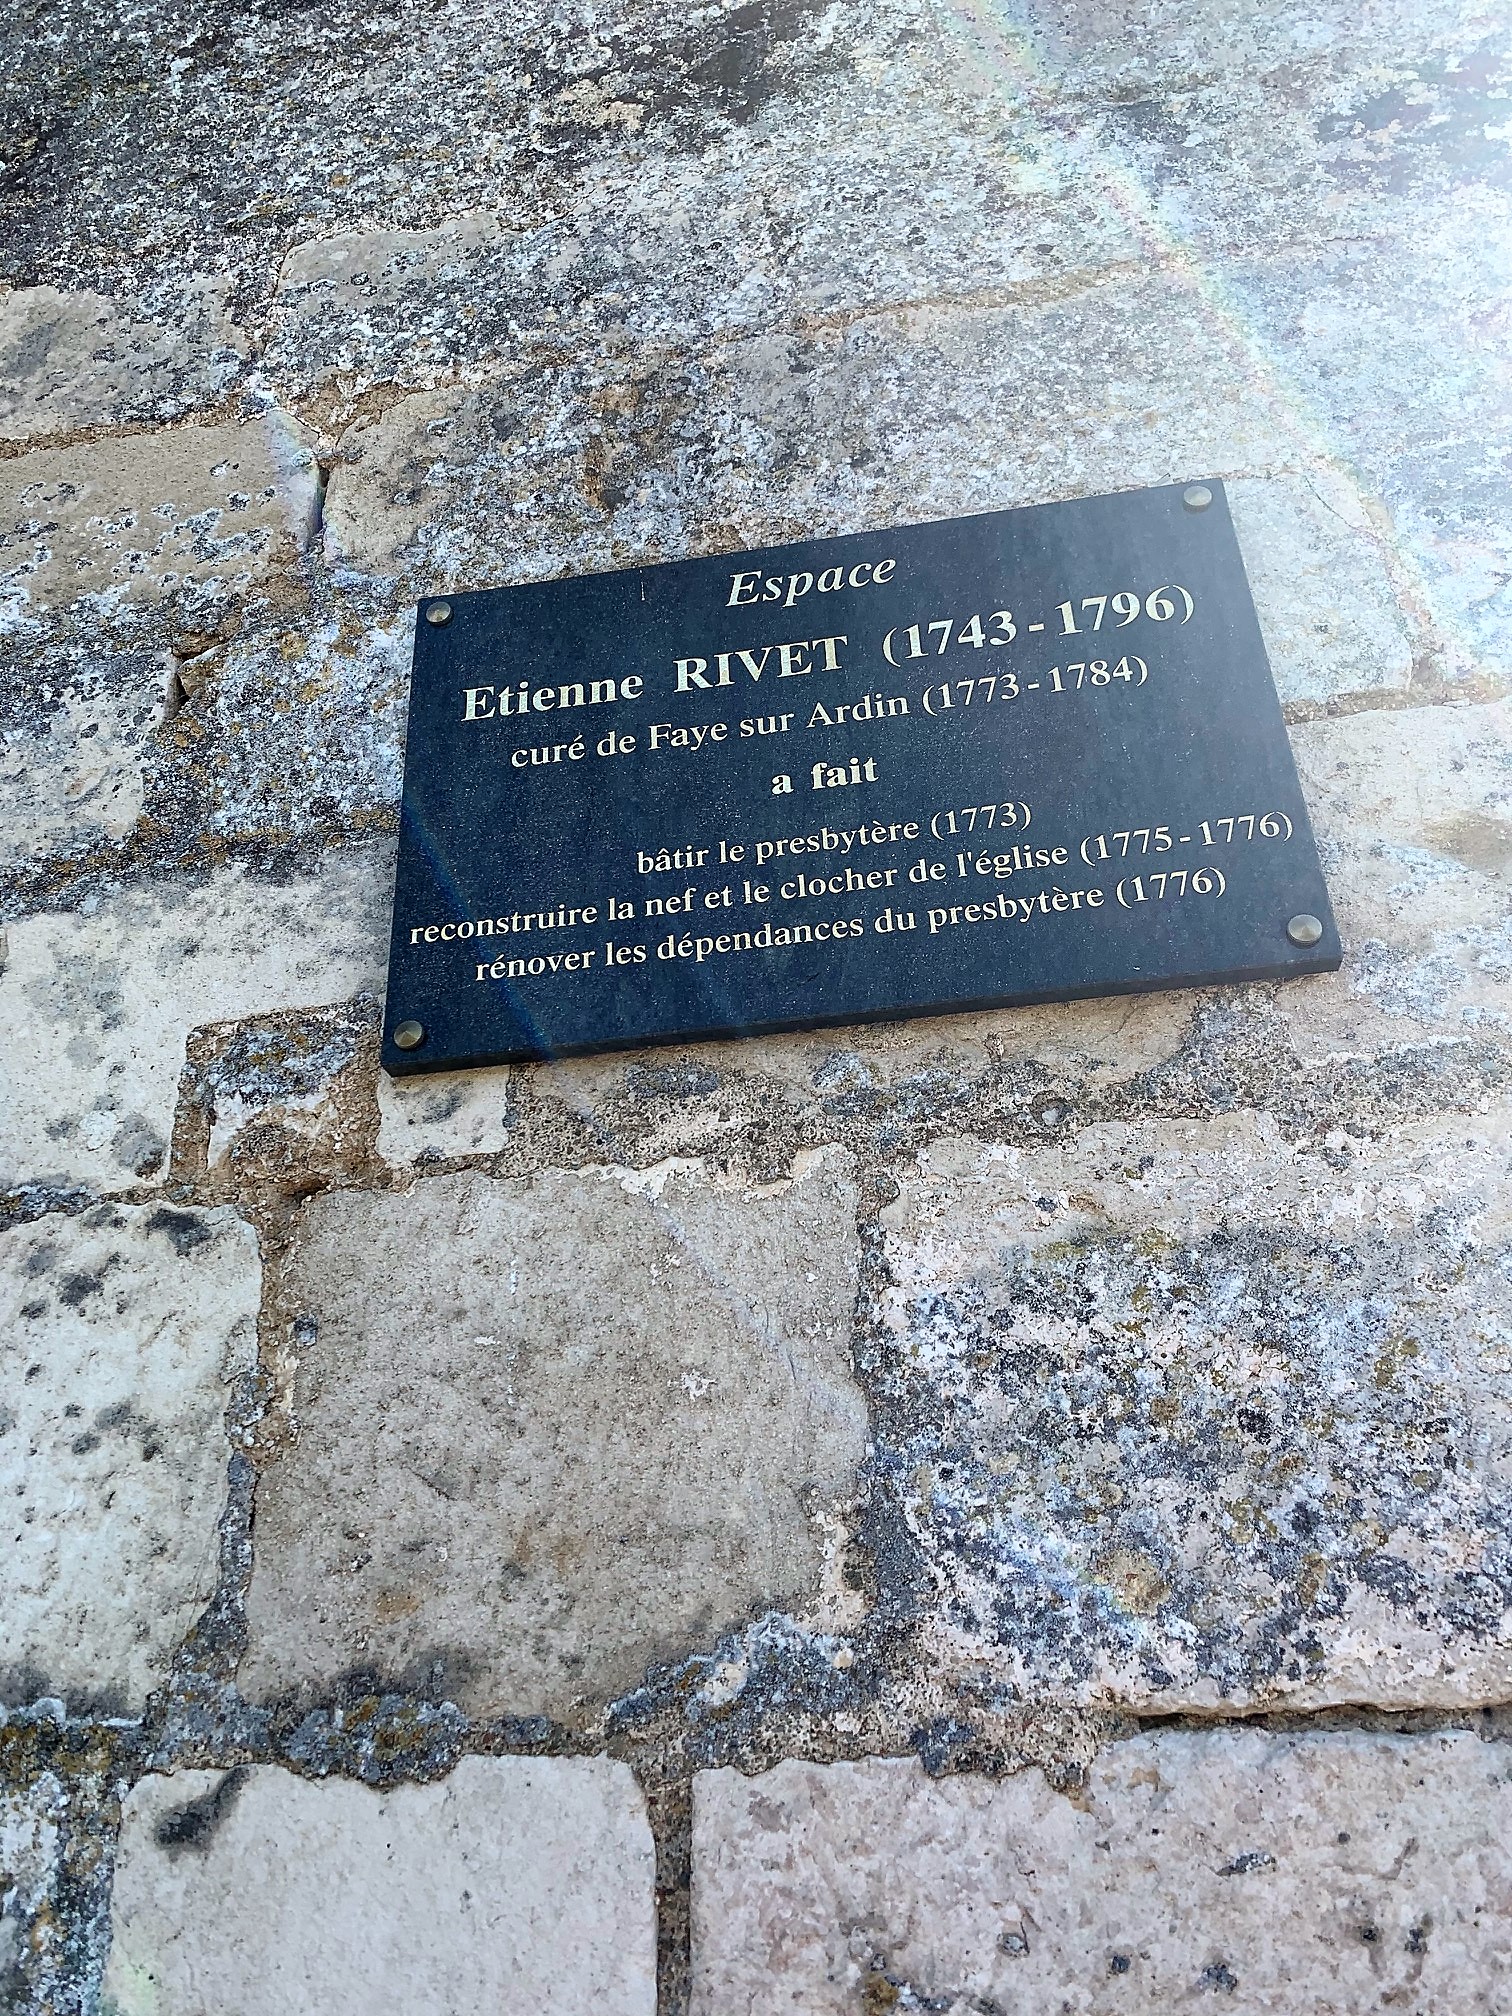 Espace
Etienne RIVET (1743-1796)
curé de Faye sur Ardin (1773-1784)
a fait
bâtir le presbytère (1773)
reconstruire la nef et le clocher de l'église (1775-1776)
rénover les dépendances du presbytère (1776)